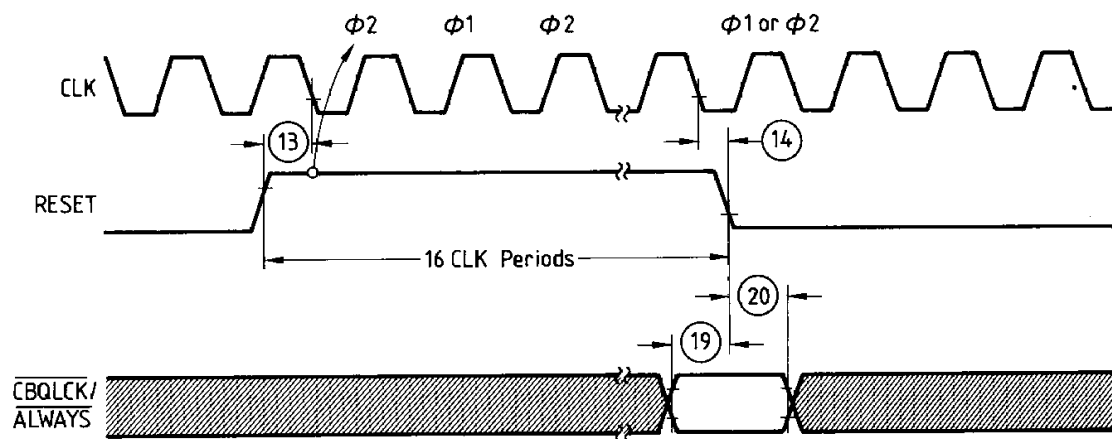 ϕ2 ϕ1 ϕ2 ϕ1 or ϕ2
CLK
13 14
RESET
16 CLK Periods
20
19
CBQLCK/
ALWAYS